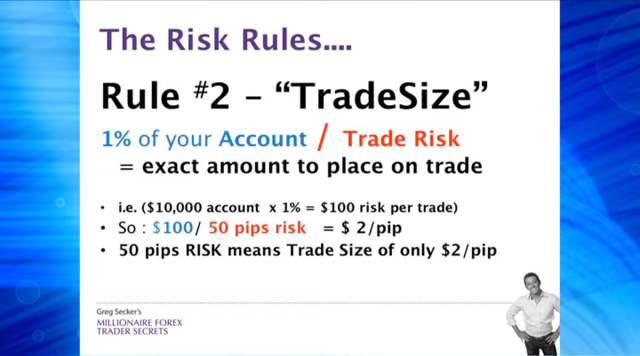 The Risk Rules....
Rule #2 – “TradeSize”
1% of your Account / Trade Risk
= exact amount to place on trade
• i.e. ($10,000 account x 1% = $100 risk per trade)
• So : $100/ 50 pips risk = $ 2/pip
• 50 pips RISK means Trade Size of only $2/pip
Greg Secker's
MILLIONAIRE FOREX
TRADER SECRETS